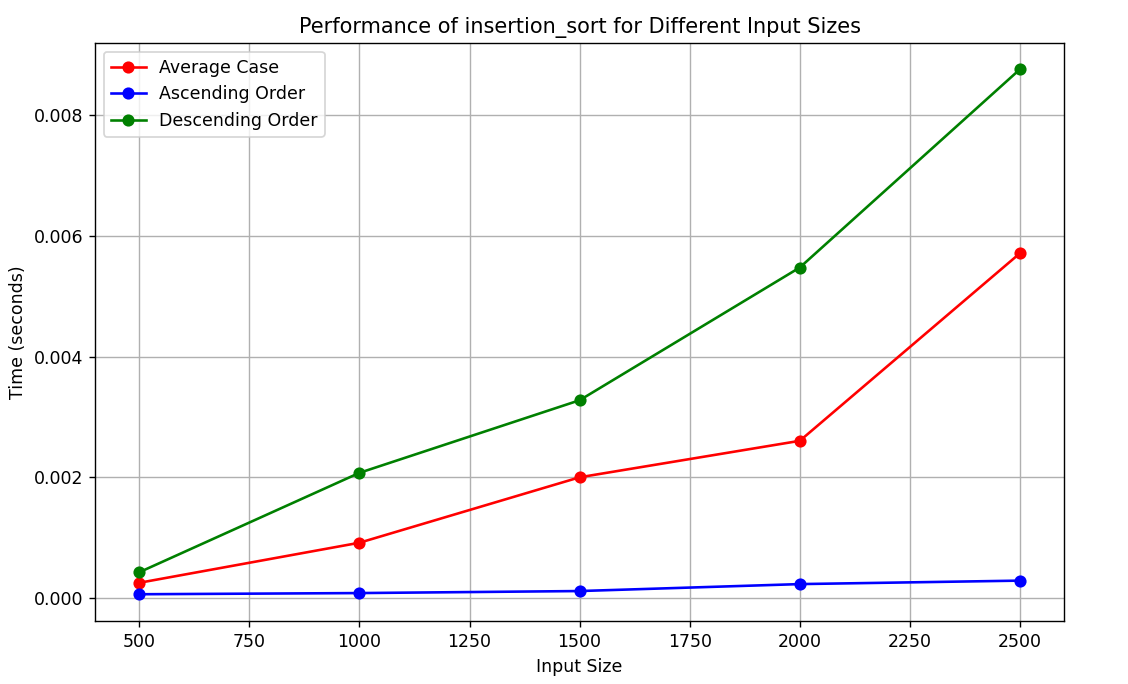 Performance of insertion_sort for Different Input Sizes
Average Case
Ascending Order
Descending Order
Time (seconds)
0.008
0.006
0.004
0.002
0.000
500 750 1000 1250 1500 1750 2000 2250 2500
Input Size